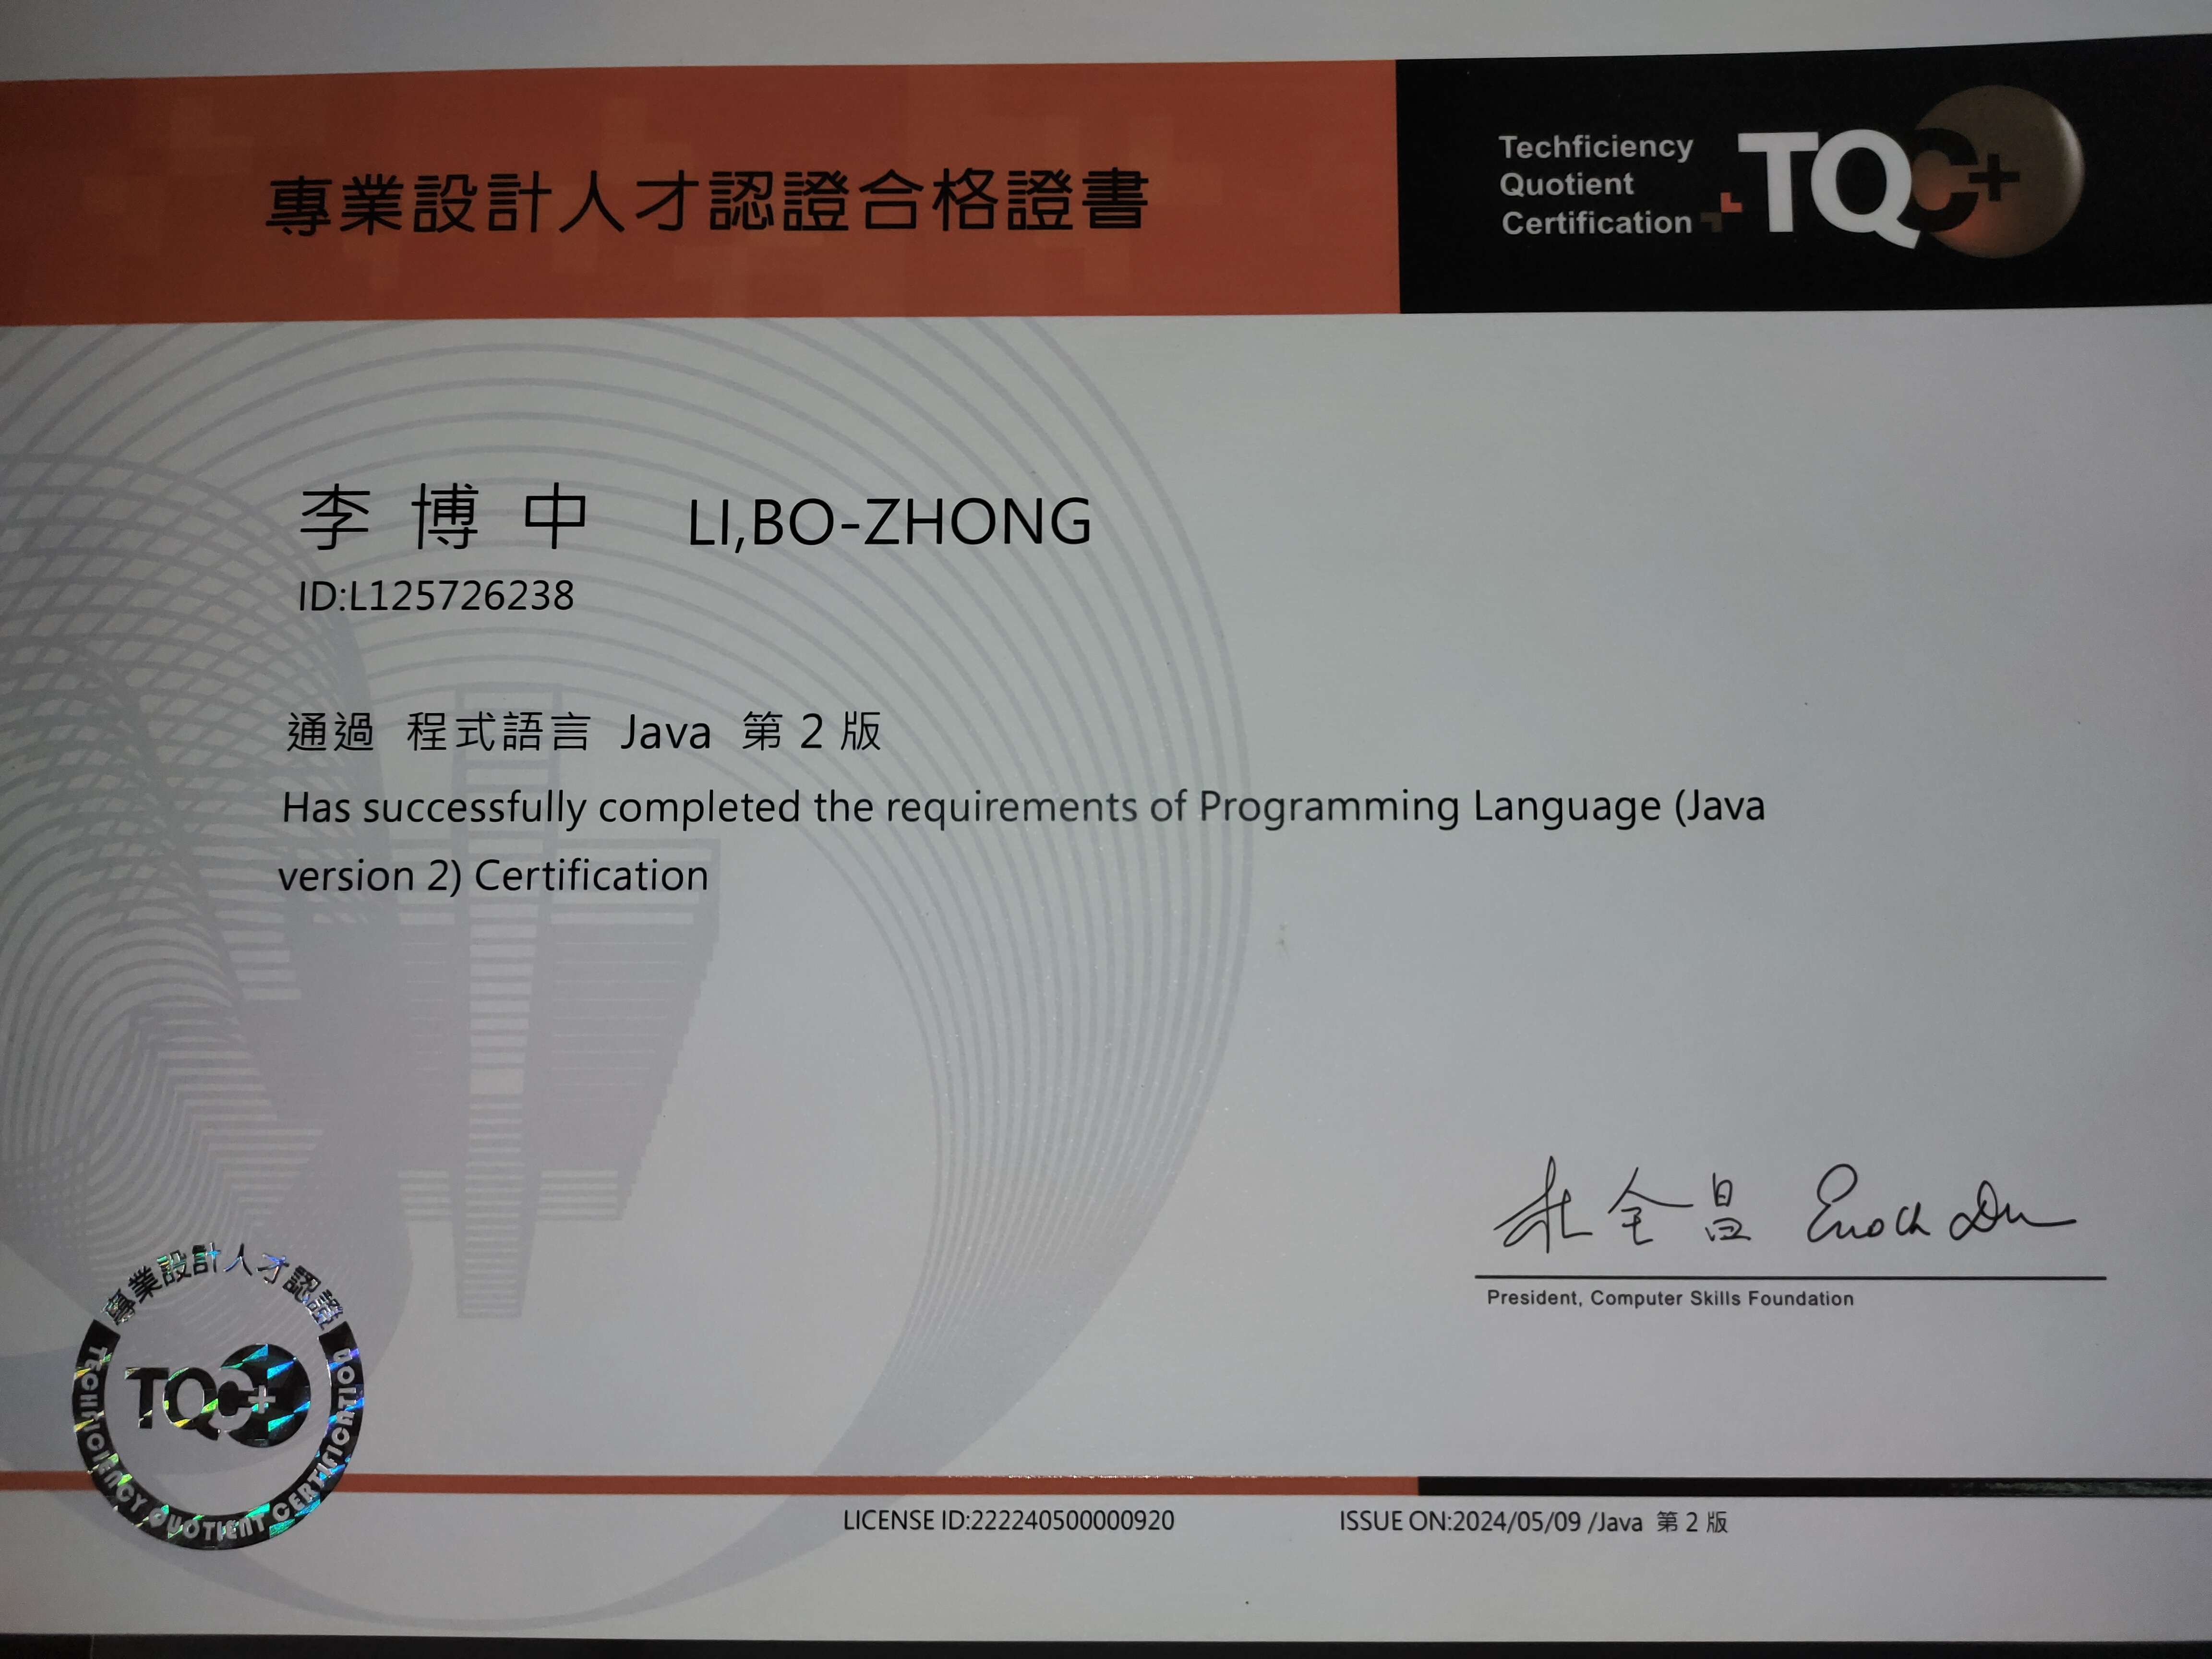 專業設計人才認證合格證書
Techficiency
Quotient
Certification
TQC+
李博中 LI,BO-ZHONG
ID:L125726238
通過 程式語言 Java 第 2 版
Has successfully completed the requirements of Programming Language (Java
version 2) Certification
杜全昌 Enoch Du
President, Computer Skills Foundation
專業設計人才認證
TQC+
TECHFICIENCY QUOTIENT CERTIFICATION
LICENSE ID:222240500000920
ISSUE ON:2024/05/09 /Java 第 2 版